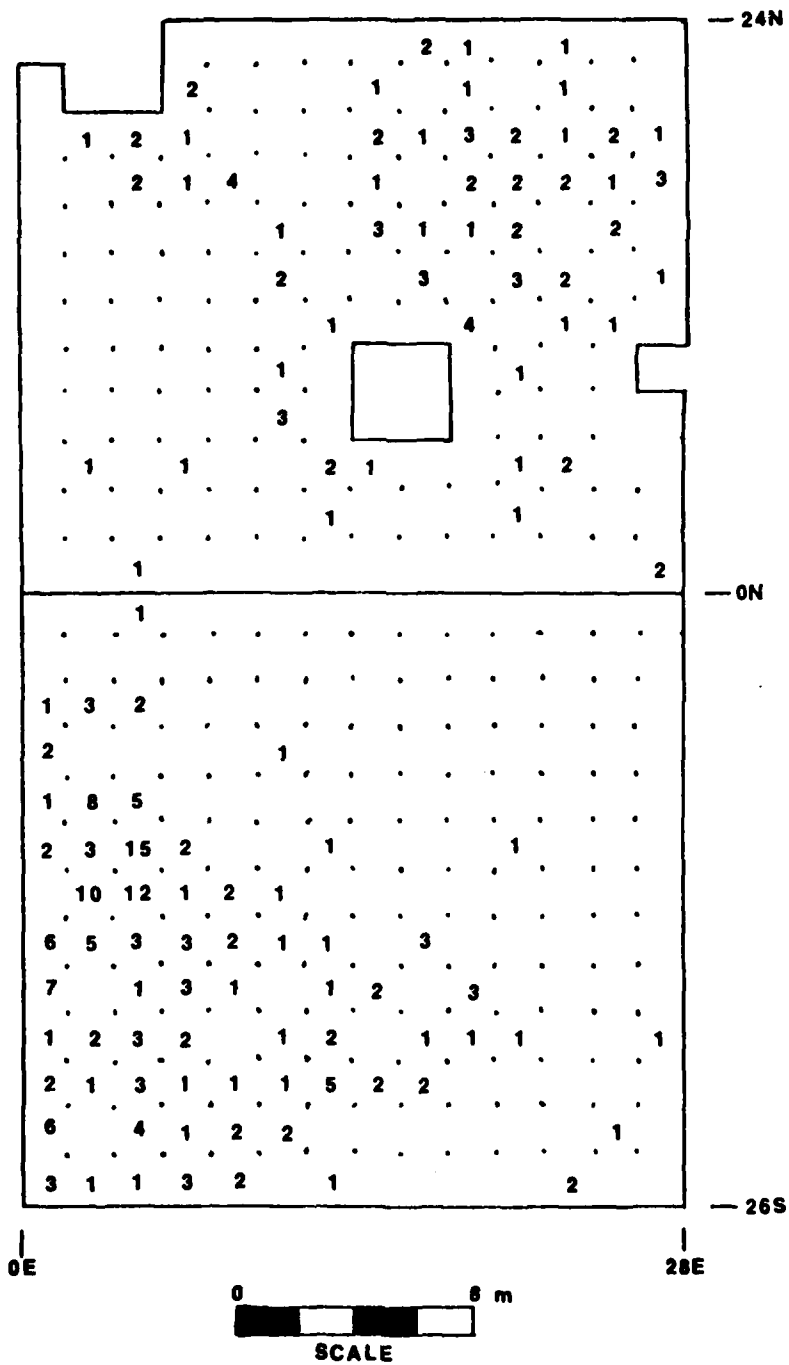 24N
2 1 1
2 1 1 1
1 2 1 2 1 3 2 1 2 1
2 1 4 1 2 2 2 1 3
1 3 1 1 2 2
2 3 3 2 1
1 4 1 1
1 1
3
1 1 2 1 1 2
1 1
1 2
0N
1
1 3 2
2 1
1 8 5
2 3 15 2 1 1
10 12 1 2 1
6 5 3 3 2 1 1 3
7 1 3 1 1 2 3
1 2 3 2 1 2 1 1 1 1
2 1 3 1 1 1 5 2 2
6 4 1 2 2 1
3 1 1 3 2 1 2
26S
0E 28E
0 6 m
SCALE